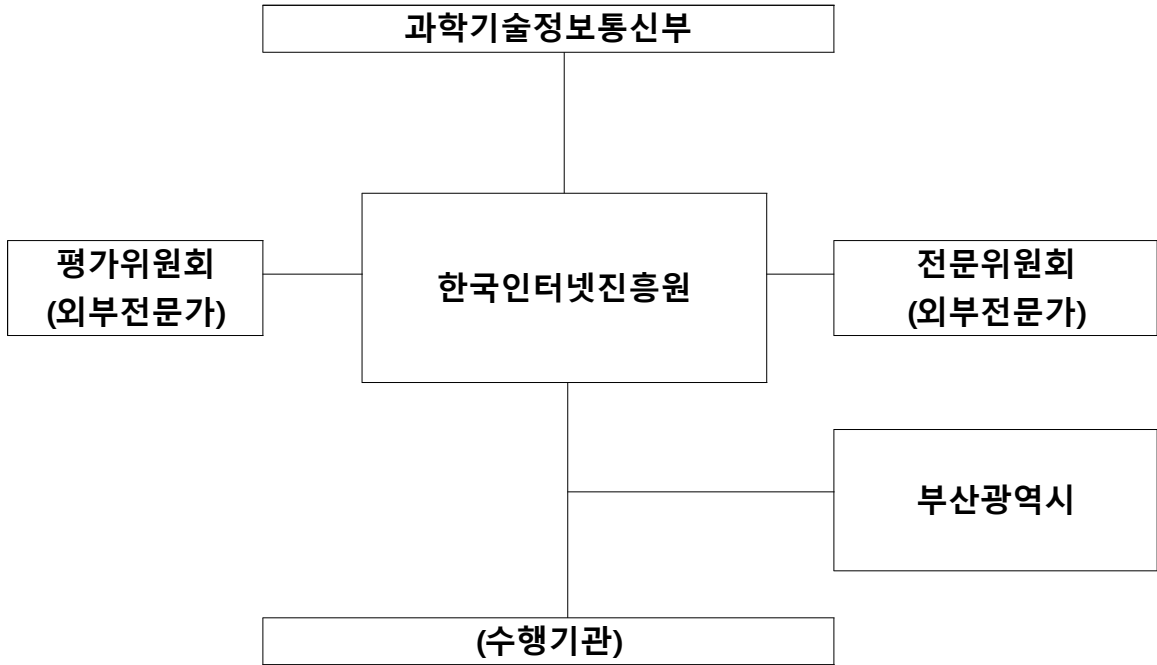 과학기술정보통신부
평가위원회
(외부전문가)
한국인터넷진흥원
전문위원회
(외부전문가)
부산광역시
(수행기관)